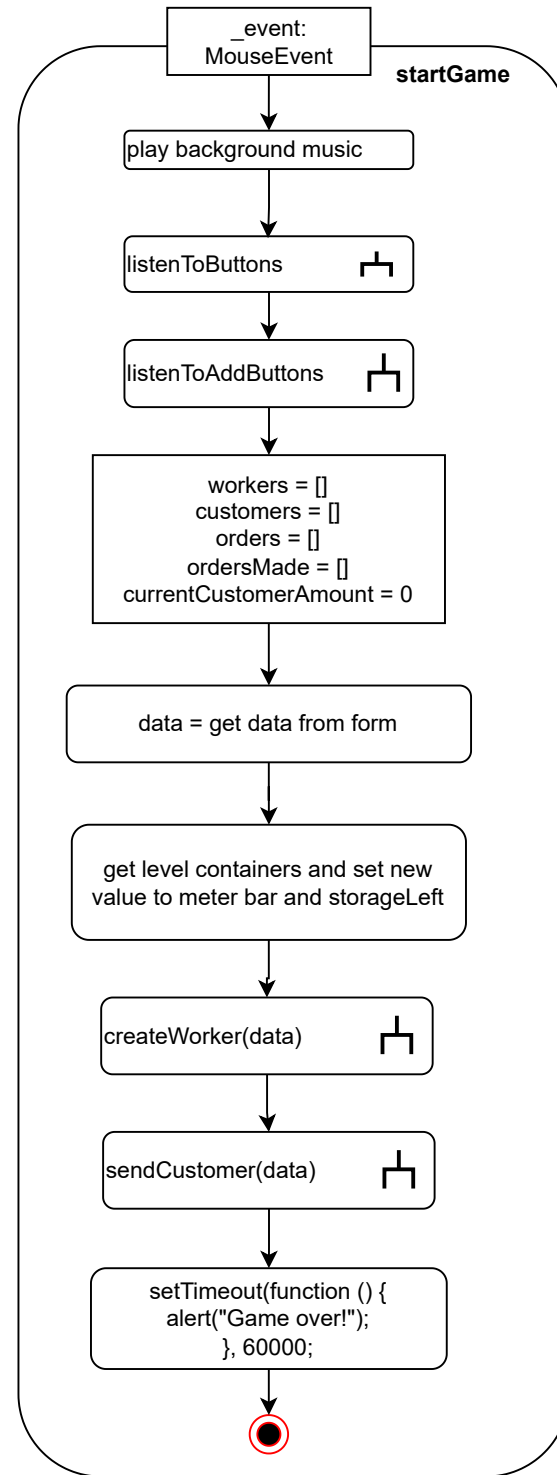 _event:
MouseEvent
startGame
play background music
listenToButtons
listenToAddButtons
workers = []
customers = []
orders = []
ordersMade = []
currentCustomerAmount = 0
data = get data from form
get level containers and set new
value to meter bar and storageLeft
createWorker(data)
sendCustomer(data)
setTimeout(function () {
alert("Game over!");
}, 60000;